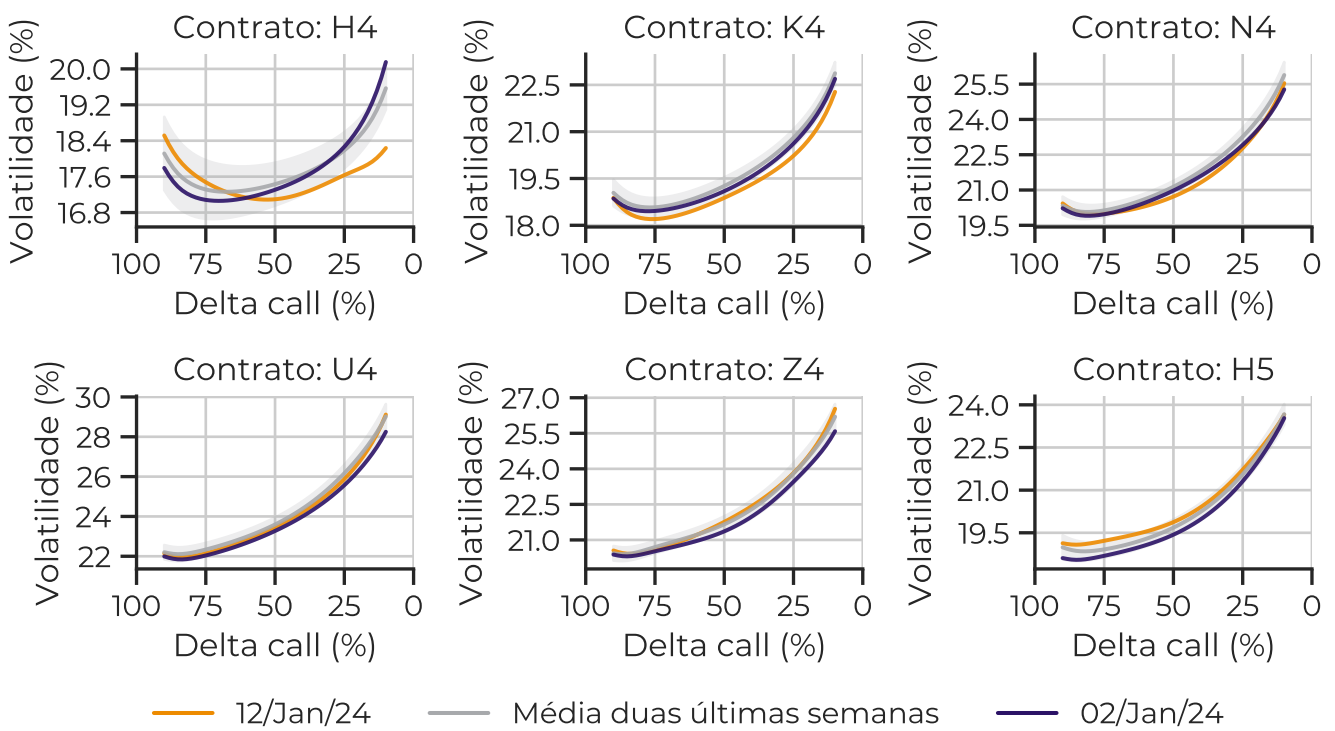 Contrato: H4
Volatilidade (%)
20.0
19.2
18.4
17.6
16.8
100 75 50 25 0
Delta call (%)
Contrato: K4
Volatilidade (%)
22.5
21.0
19.5
18.0
100 75 50 25 0
Delta call (%)
Contrato: N4
Volatilidade (%)
25.5
24.0
22.5
21.0
19.5
100 75 50 25 0
Delta call (%)
Contrato: U4
Volatilidade (%)
30
28
26
24
22
100 75 50 25 0
Delta call (%)
Contrato: Z4
Volatilidade (%)
27.0
25.5
24.0
22.5
21.0
100 75 50 25 0
Delta call (%)
Contrato: H5
Volatilidade (%)
24.0
22.5
21.0
19.5
100 75 50 25 0
Delta call (%)
12/Jan/24 Média duas últimas semanas 02/Jan/24